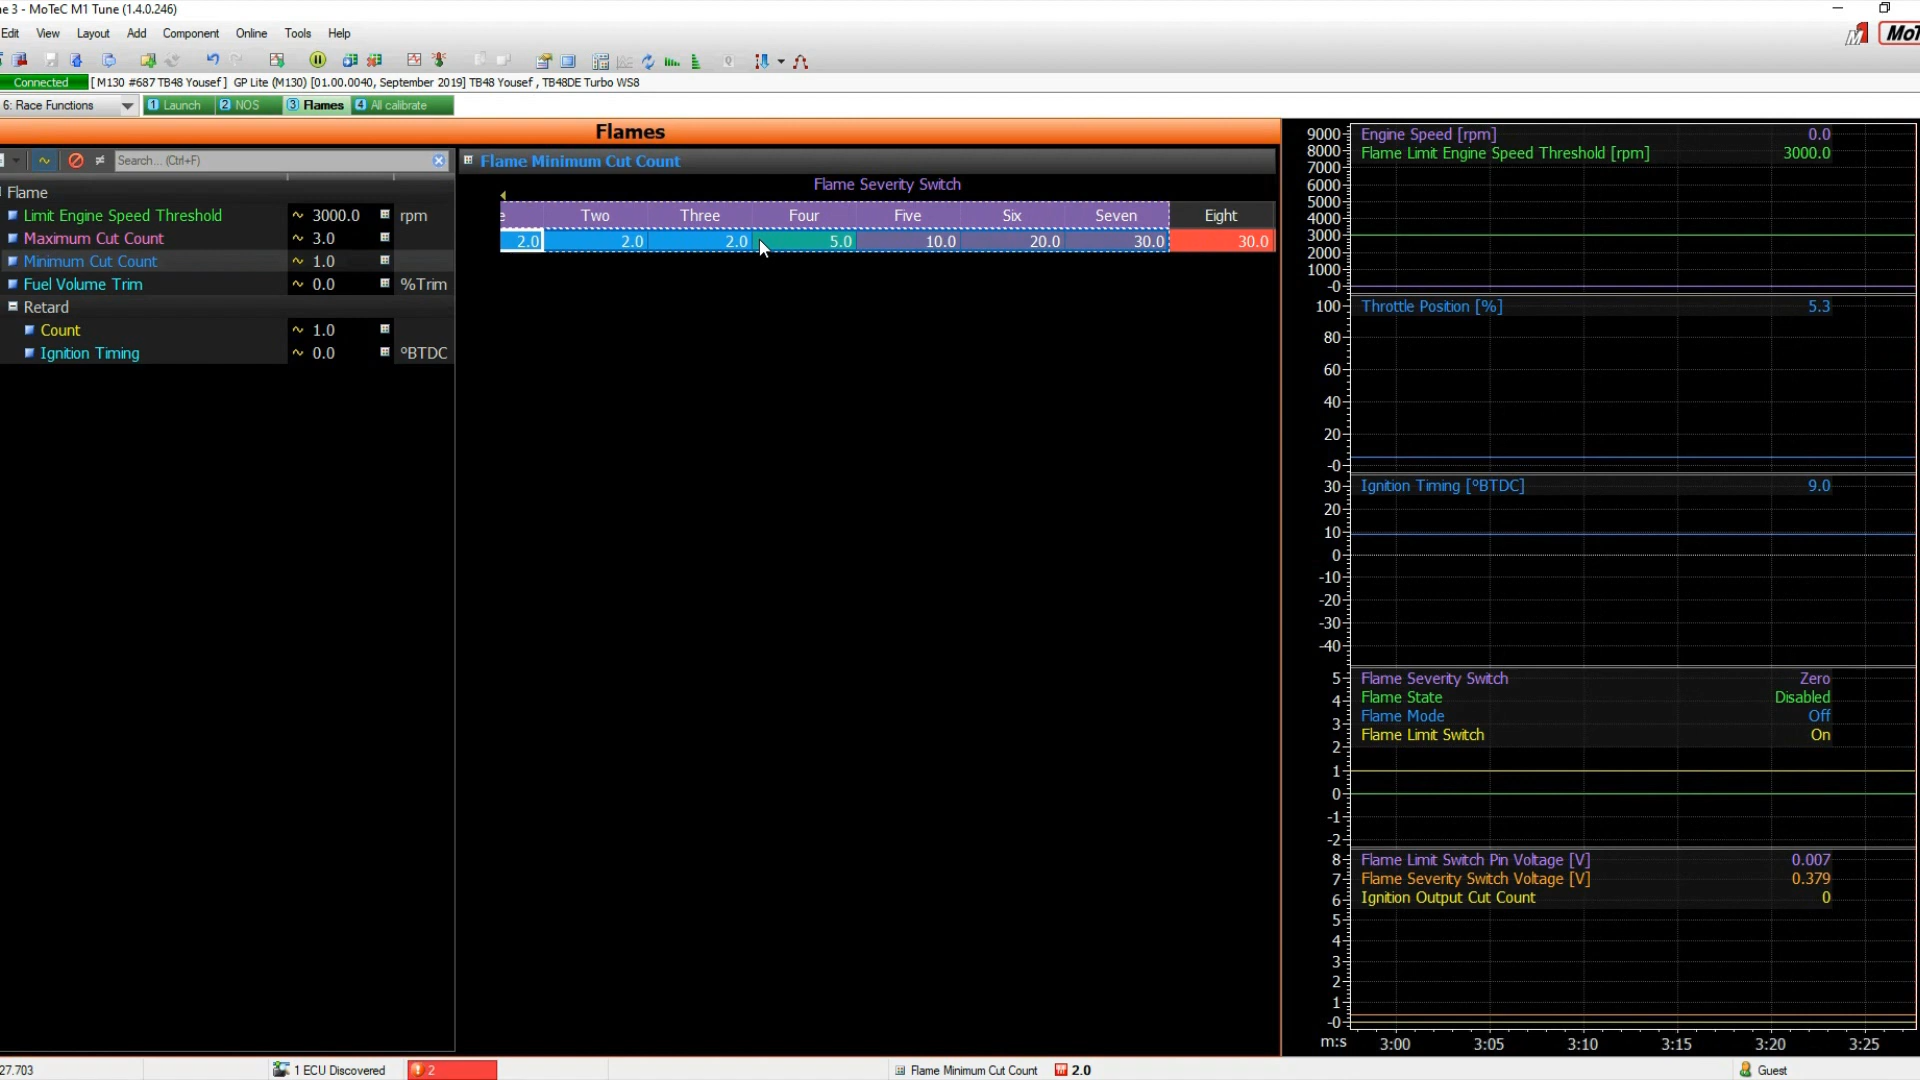 e 3 - MoTeC M1 Tune (1.4.0.246)
Edit View Layout Add Component Online Tools Help
Connected [ M130 #687 TB48 Yousef ] GP Lite (M130) [01.00.0040, September 2019] TB48 Yousef , TB48DE Turbo WS8
6: Race Functions 1 Launch 2 NOS 3 Flames 4 All calibrate
Flames
Search... (Ctrl+F)
Flame
Limit Engine Speed Threshold 3000.0 rpm
Maximum Cut Count 3.0
Minimum Cut Count 1.0
Fuel Volume Trim 0.0 %Trim
Retard
Count 1.0
Ignition Timing 0.0 °BTDC
Flame Minimum Cut Count
Flame Severity Switch
e Two Three Four Five Six Seven Eight
2.0 2.0 2.0 5.0 10.0 20.0 30.0 30.0
Engine Speed [rpm] 0.0
Flame Limit Engine Speed Threshold [rpm] 3000.0
9000
8000
7000
6000
5000
4000
3000
2000
1000
-0
Throttle Position [%] 5.3
100
80
60
40
20
-0
Ignition Timing [°BTDC] 9.0
30
20
10
0
-10
-20
-30
-40
Flame Severity Switch Zero
Flame State Disabled
Flame Mode Off
Flame Limit Switch On
5
4
3
2
1
0
-1
-2
Flame Limit Switch Pin Voltage [V] 0.007
Flame Severity Switch Voltage [V] 0.379
Ignition Output Cut Count 0
8
7
6
5
4
3
2
1
-0
m:s 3:00 3:05 3:10 3:15 3:20 3:25
27.703 1 ECU Discovered 2 Flame Minimum Cut Count 2.0 Guest
MoT